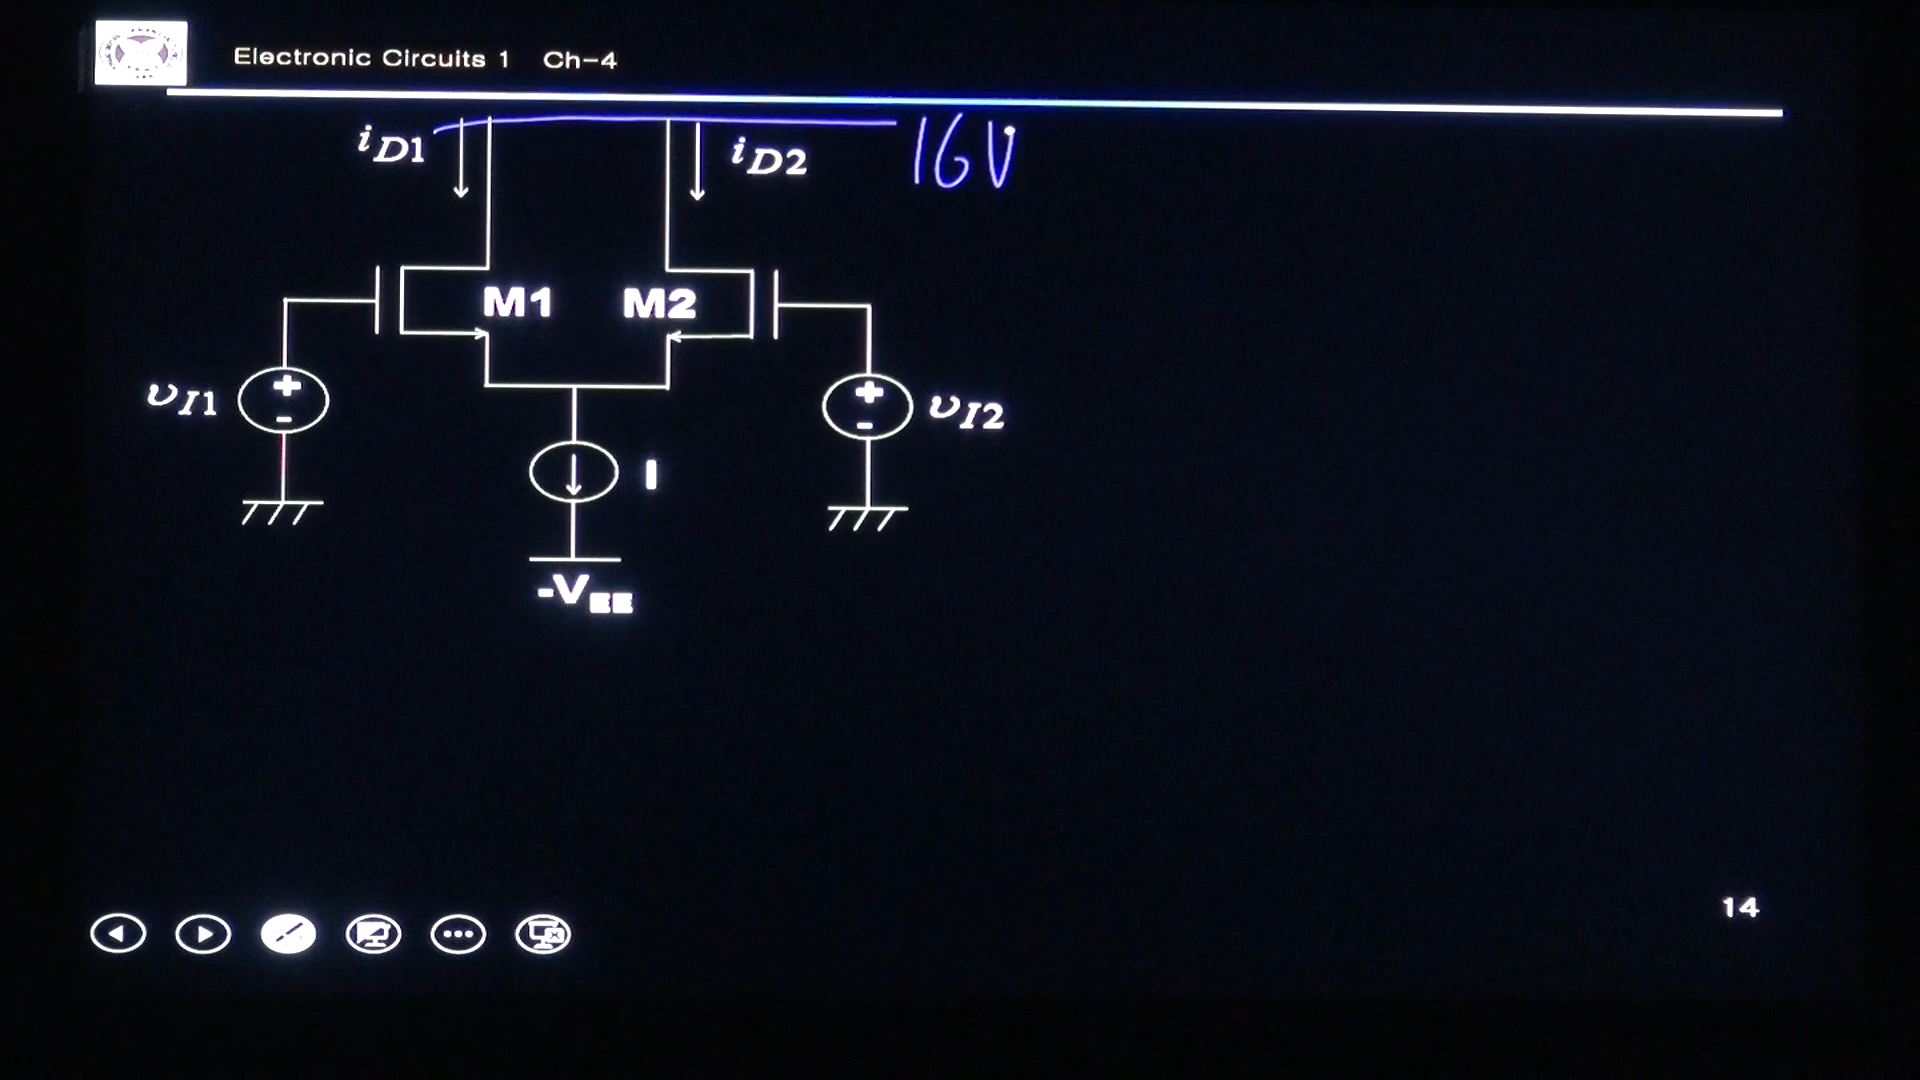 Electronic Circuits 1 Ch-4
iD1
iD2
16V
M1
M2
υI1
+
-
+
-
υI2
I
-VEE
14